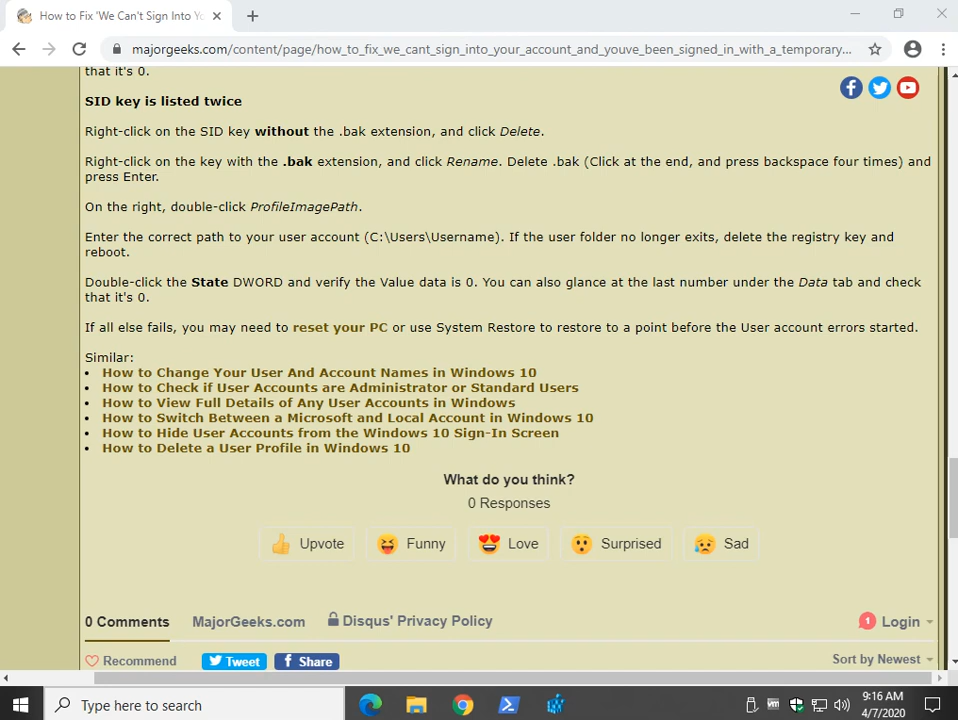 How to Fix 'We Can't Sign Into Yo
majorgeeks.com/content/page/how_to_fix_we_cant_sign_into_your_account_and_youve_been_signed_in_with_a_temporary...
that it's 0.
SID key is listed twice
Right-click on the SID key without the .bak extension, and click Delete.
Right-click on the key with the .bak extension, and click Rename. Delete .bak (Click at the end, and press backspace four times) and
press Enter.
On the right, double-click ProfileImagePath.
Enter the correct path to your user account (C:\Users\Username). If the user folder no longer exits, delete the registry key and
reboot.
Double-click the State DWORD and verify the Value data is 0. You can also glance at the last number under the Data tab and check
that it's 0.
If all else fails, you may need to reset your PC or use System Restore to restore to a point before the User account errors started.
Similar:
• How to Change Your User And Account Names in Windows 10
• How to Check if User Accounts are Administrator or Standard Users
• How to View Full Details of Any User Accounts in Windows
• How to Switch Between a Microsoft and Local Account in Windows 10
• How to Hide User Accounts from the Windows 10 Sign-In Screen
• How to Delete a User Profile in Windows 10
What do you think?
0 Responses
Upvote Funny Love Surprised Sad
0 Comments MajorGeeks.com Disqus' Privacy Policy 1 Login
Recommend Tweet Share Sort by Newest
Type here to search
9:16 AM
4/7/2020